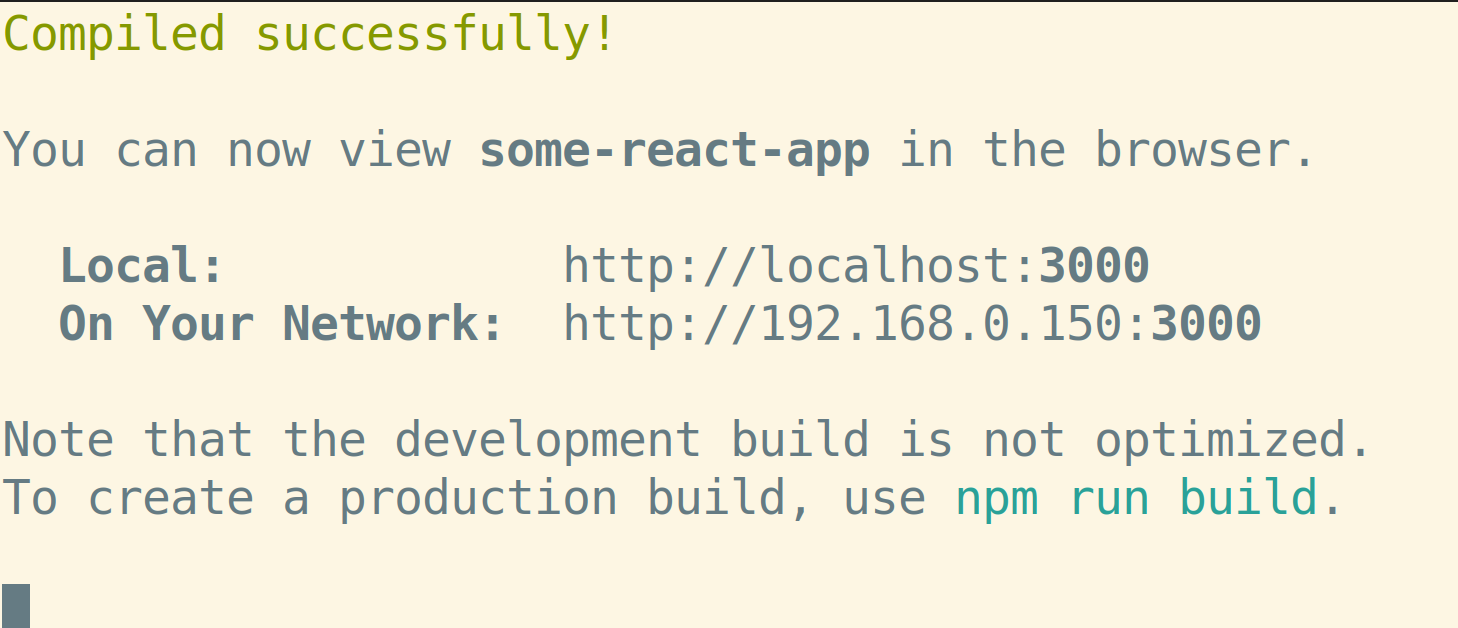 Compiled successfully!
You can now view some-react-app in the browser.
Local: http://localhost:3000
On Your Network: http://192.168.0.150:3000
Note that the development build is not optimized.
To create a production build, use npm run build.